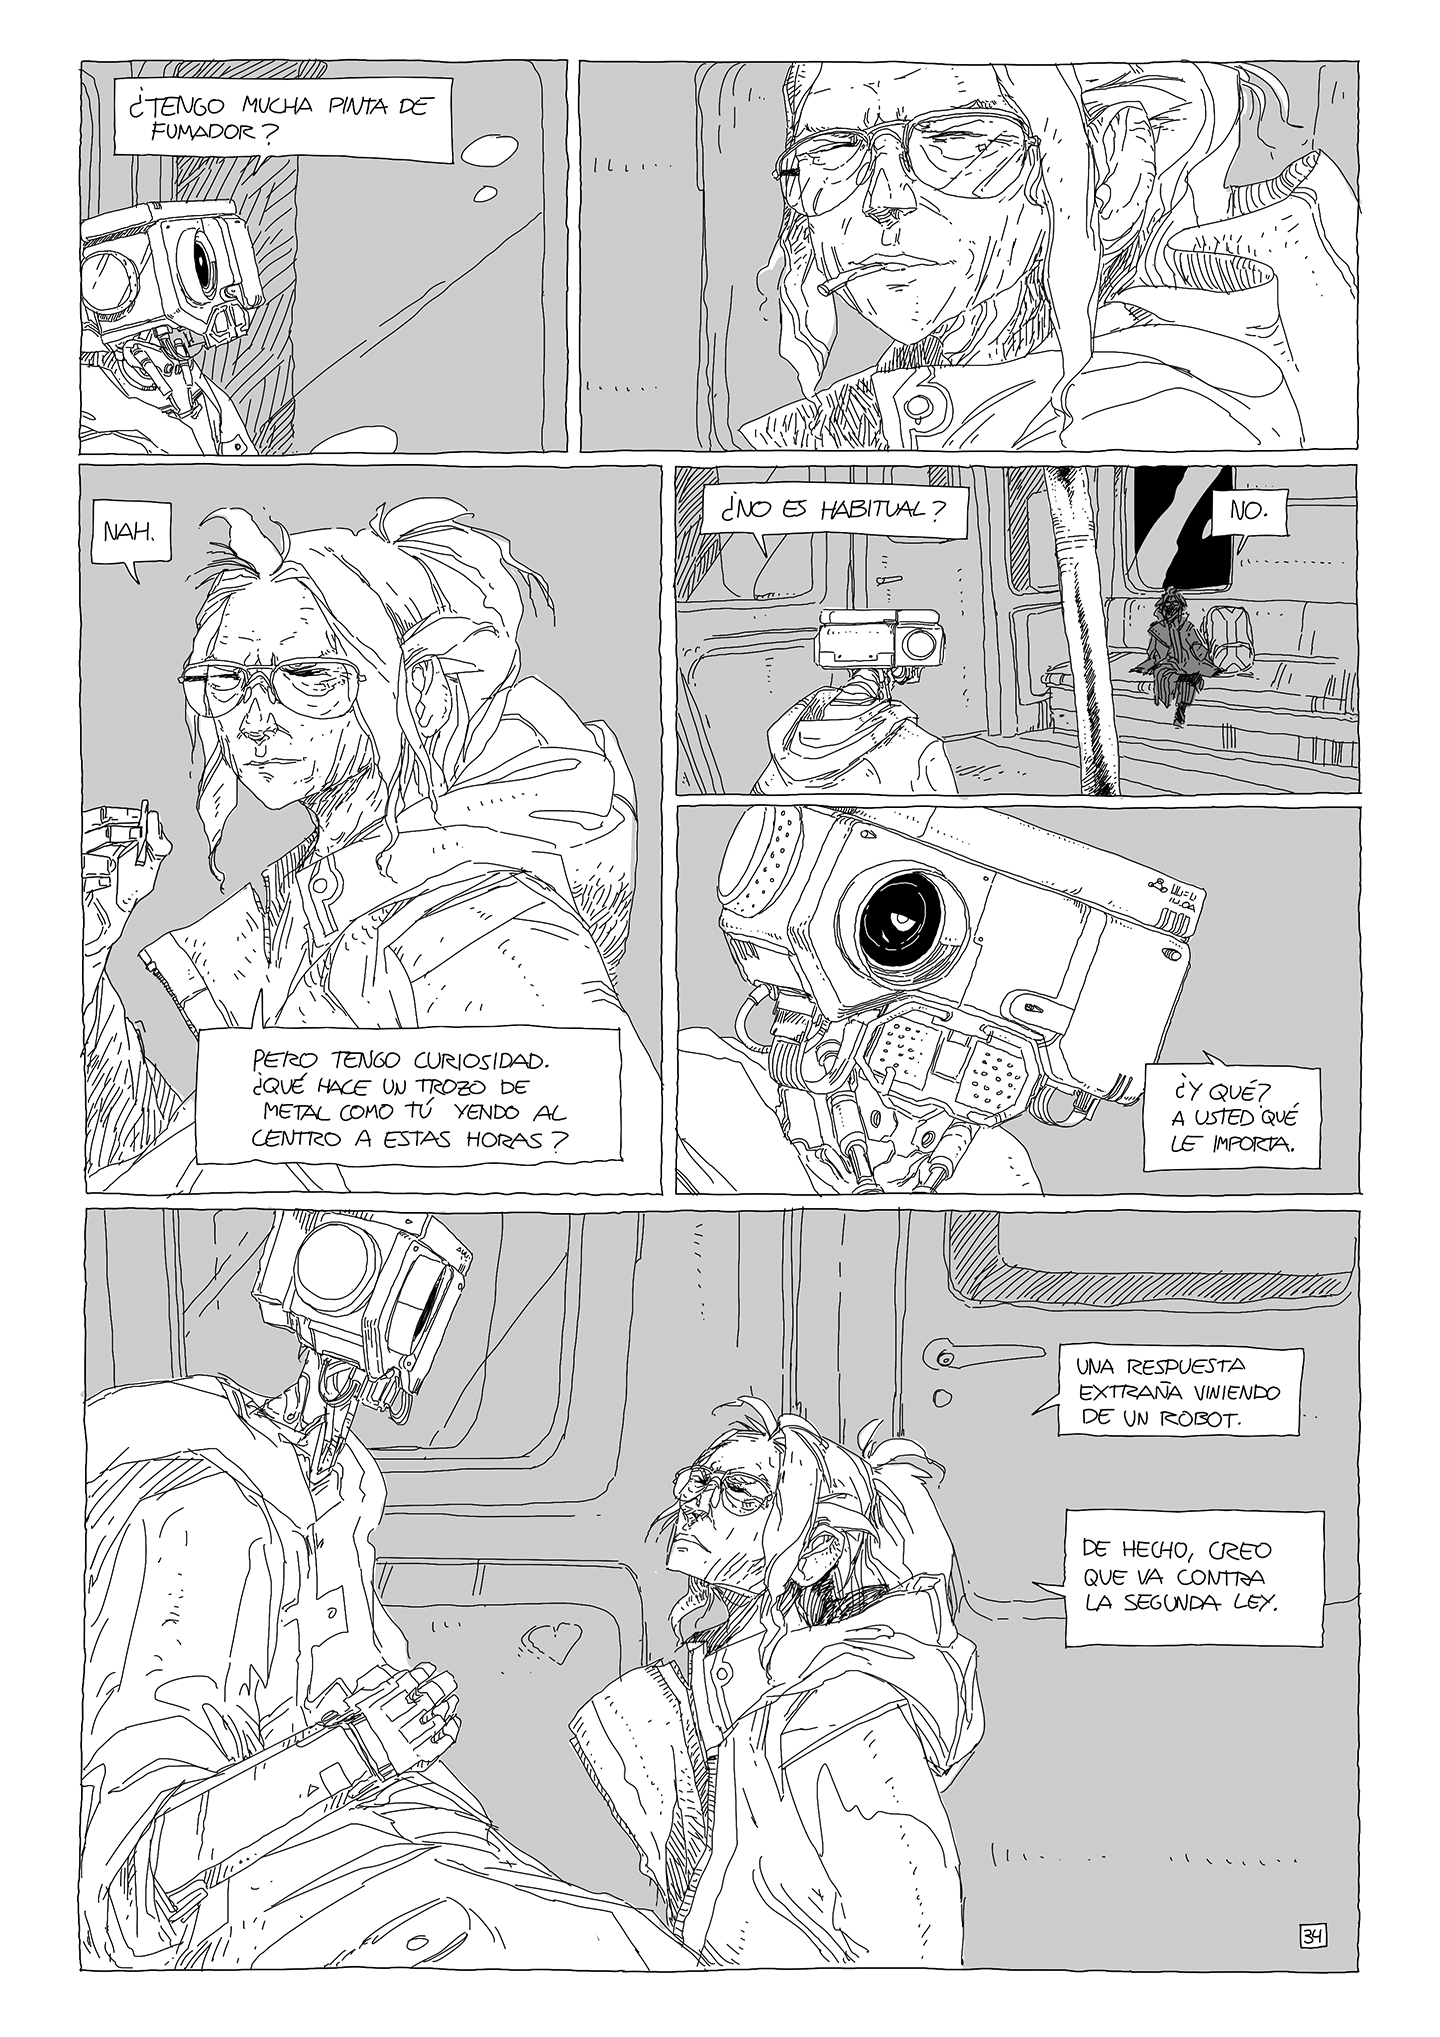 ¿TENGO MUCHA PINTA DE
FUMADOR?
NAH.
PERO TENGO CURIOSIDAD.
¿QUÉ HACE UN TROZO DE
METAL COMO TÚ YENDO AL
CENTRO A ESTAS HORAS?
¿NO ES HABITUAL?
NO.
¿Y QUÉ?
A USTED QUÉ
LE IMPORTA.
UNA RESPUESTA
EXTRAÑA VINIENDO
DE UN ROBOT.
DE HECHO, CREO
QUE VA CONTRA
LA SEGUNDA LEY.
34